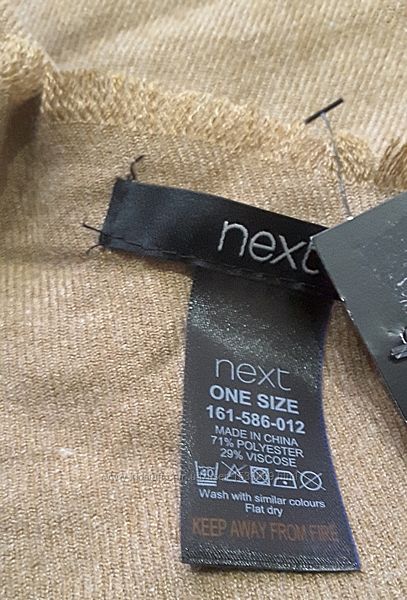 next
next
ONE SIZE
161-586-012
MADE IN CHINA
71% POLYESTER
29% VISCOSE
40
Wash with similar colours
Flat dry
KEEP AWAY FROM FIRE